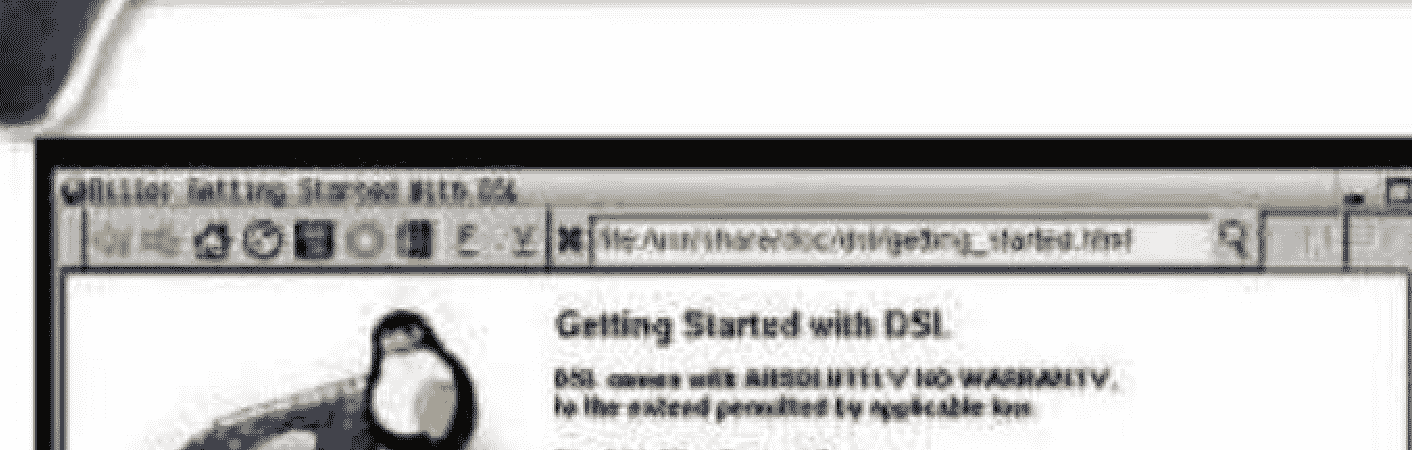 Dillo: Getting Started With DSL
file:/usr/share/doc/dsl/getting_started.html
Getting Started with DSL
DSL comes with ABSOLUTELY NO WARRANTY,
to the extend permitted by applicable law.